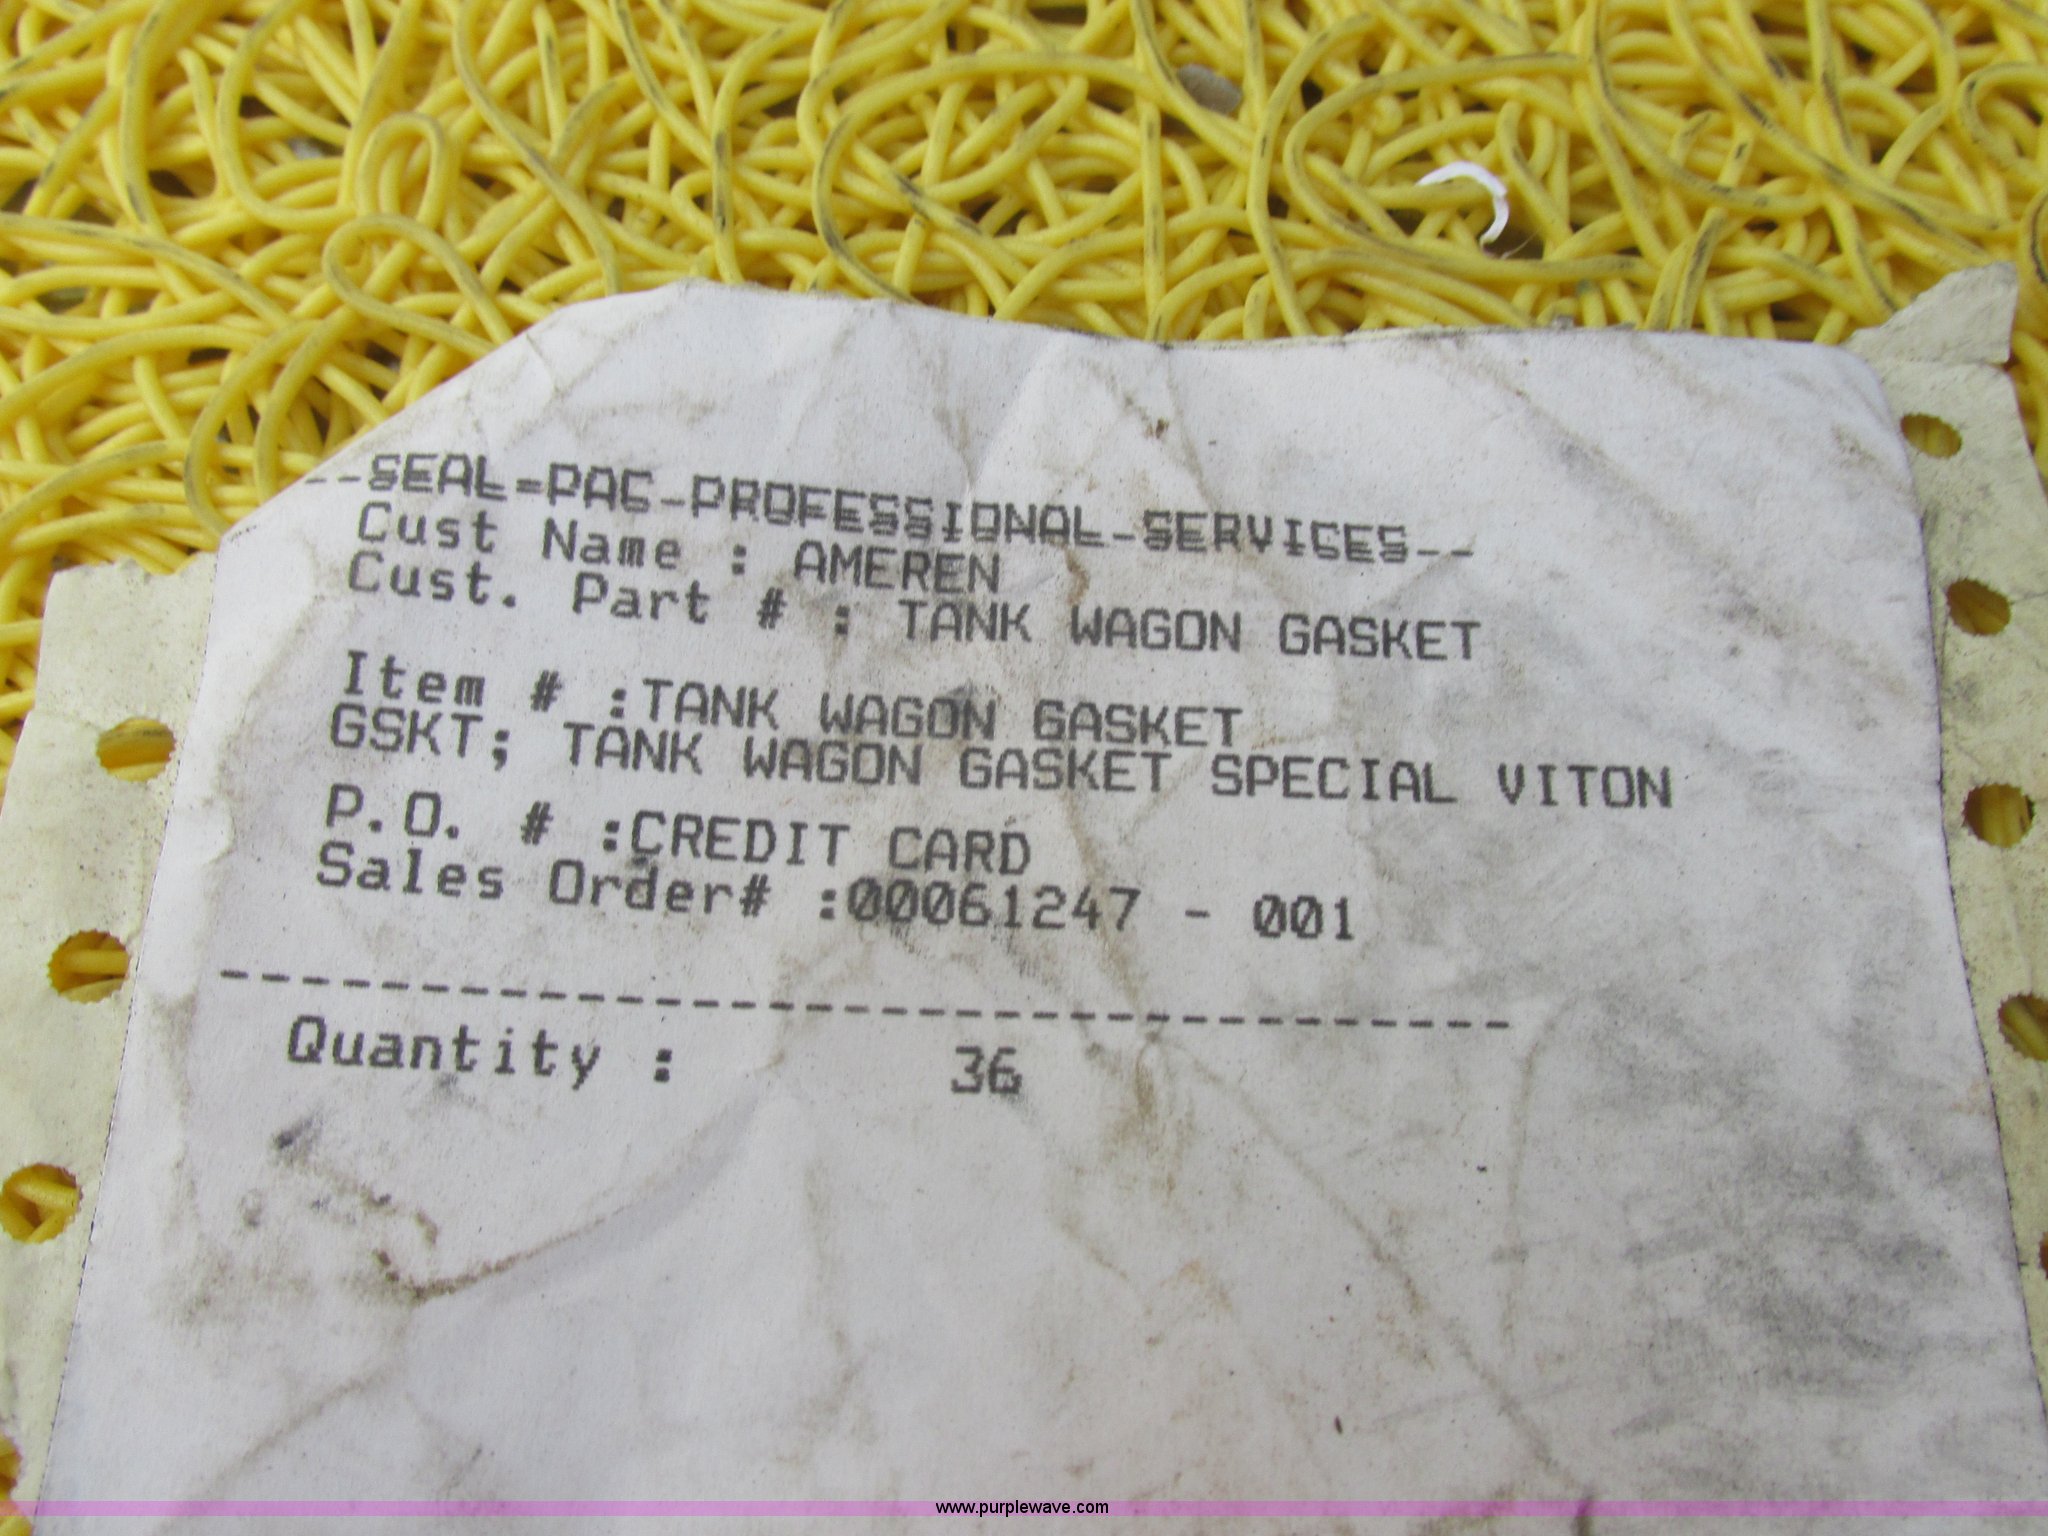 --SEAL=PAC-PROFESSIONAL-SERVICES--
Cust Name : AMEREN
Cust. Part # : TANK WAGON GASKET
Item # :TANK WAGON GASKET
GSKT; TANK WAGON GASKET SPECIAL VITON
P.O. # :CREDIT CARD
Sales Order# :00061247 - 001
--------------------------------
Quantity : 36
www.purplewave.com